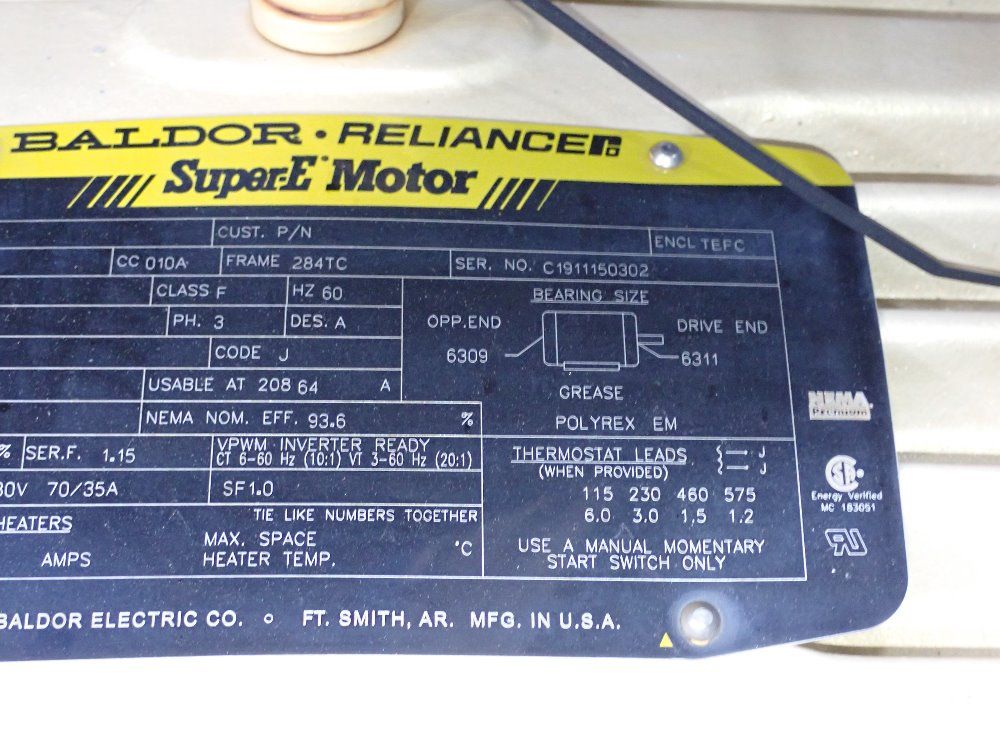 BALDOR • RELIANCE
Super-E Motor
CUST. P/N
ENCL TEFC
CC 010A FRAME 284TC SER. NO. C1911150302
CLASS F HZ 60
PH. 3 DES. A
CODE J
USABLE AT 208 64 A
NEMA NOM. EFF. 93.6 %
% SER.F. 1.15 VPWM INVERTER READY
CT 6-60 Hz (10:1) VT 3-60 Hz (20:1)
30V 70/35A SF1.0
HEATERS TIE LIKE NUMBERS TOGETHER
AMPS MAX. SPACE
HEATER TEMP. °C
BEARING SIZE
OPP.END DRIVE END
6309 6311
GREASE
POLYREX EM
THERMOSTAT LEADS J
(WHEN PROVIDED) J
115 230 460 575
6.0 3.0 1.5 1.2
USE A MANUAL MOMENTARY
START SWITCH ONLY
NEMA
Premium
Energy Verified
MC 183051
BALDOR ELECTRIC CO. FT. SMITH, AR. MFG. IN U.S.A.